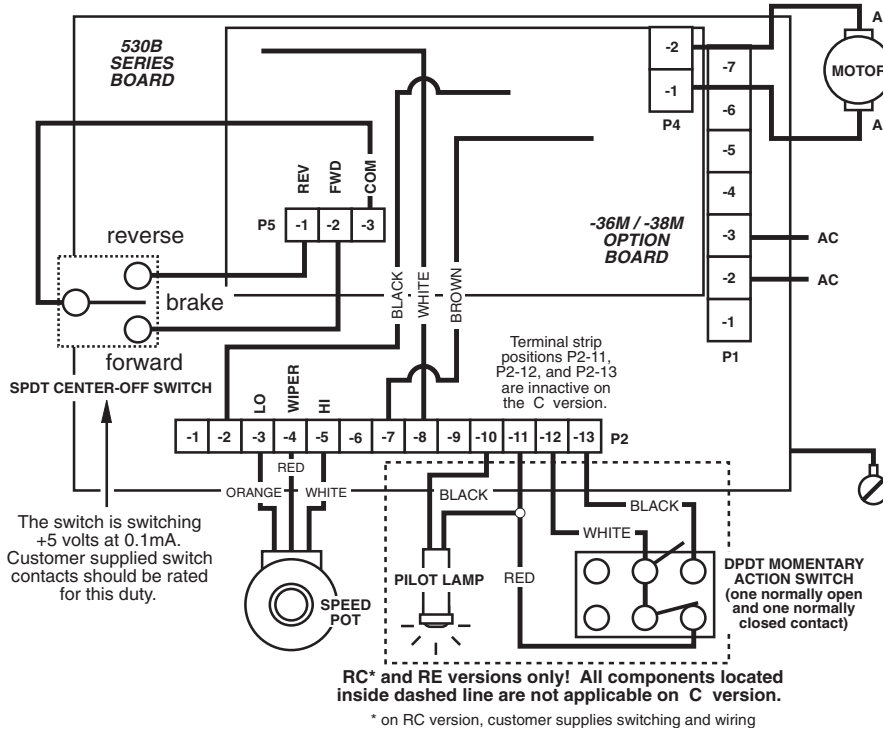 530B
SERIES
BOARD
-2
-1
P4
-7
-6
-5
-4
-3
-2
-1
P1
A
MOTOR
A
AC
AC
-36M / -38M
OPTION
BOARD
REV
FWD
COM
P5
-1
-2
-3
reverse
brake
forward
SPDT CENTER-OFF SWITCH
BLACK
WHITE
BROWN
Terminal strip
positions P2-11,
P2-12, and P2-13
are innactive on
the C version.
LO
WIPER
HI
-1
-2
-3
-4
-5
-6
-7
-8
-9
-10
-11
-12
-13
P2
RED
ORANGE
WHITE
BLACK
BLACK
WHITE
RED
The switch is switching
+5 volts at 0.1mA.
Customer supplied switch
contacts should be rated
for this duty.
SPEED
POT
PILOT LAMP
DPDT MOMENTARY
ACTION SWITCH
(one normally open
and one normally
closed contact)
RC* and RE versions only! All components located
inside dashed line are not applicable on C version.
* on RC version, customer supplies switching and wiring